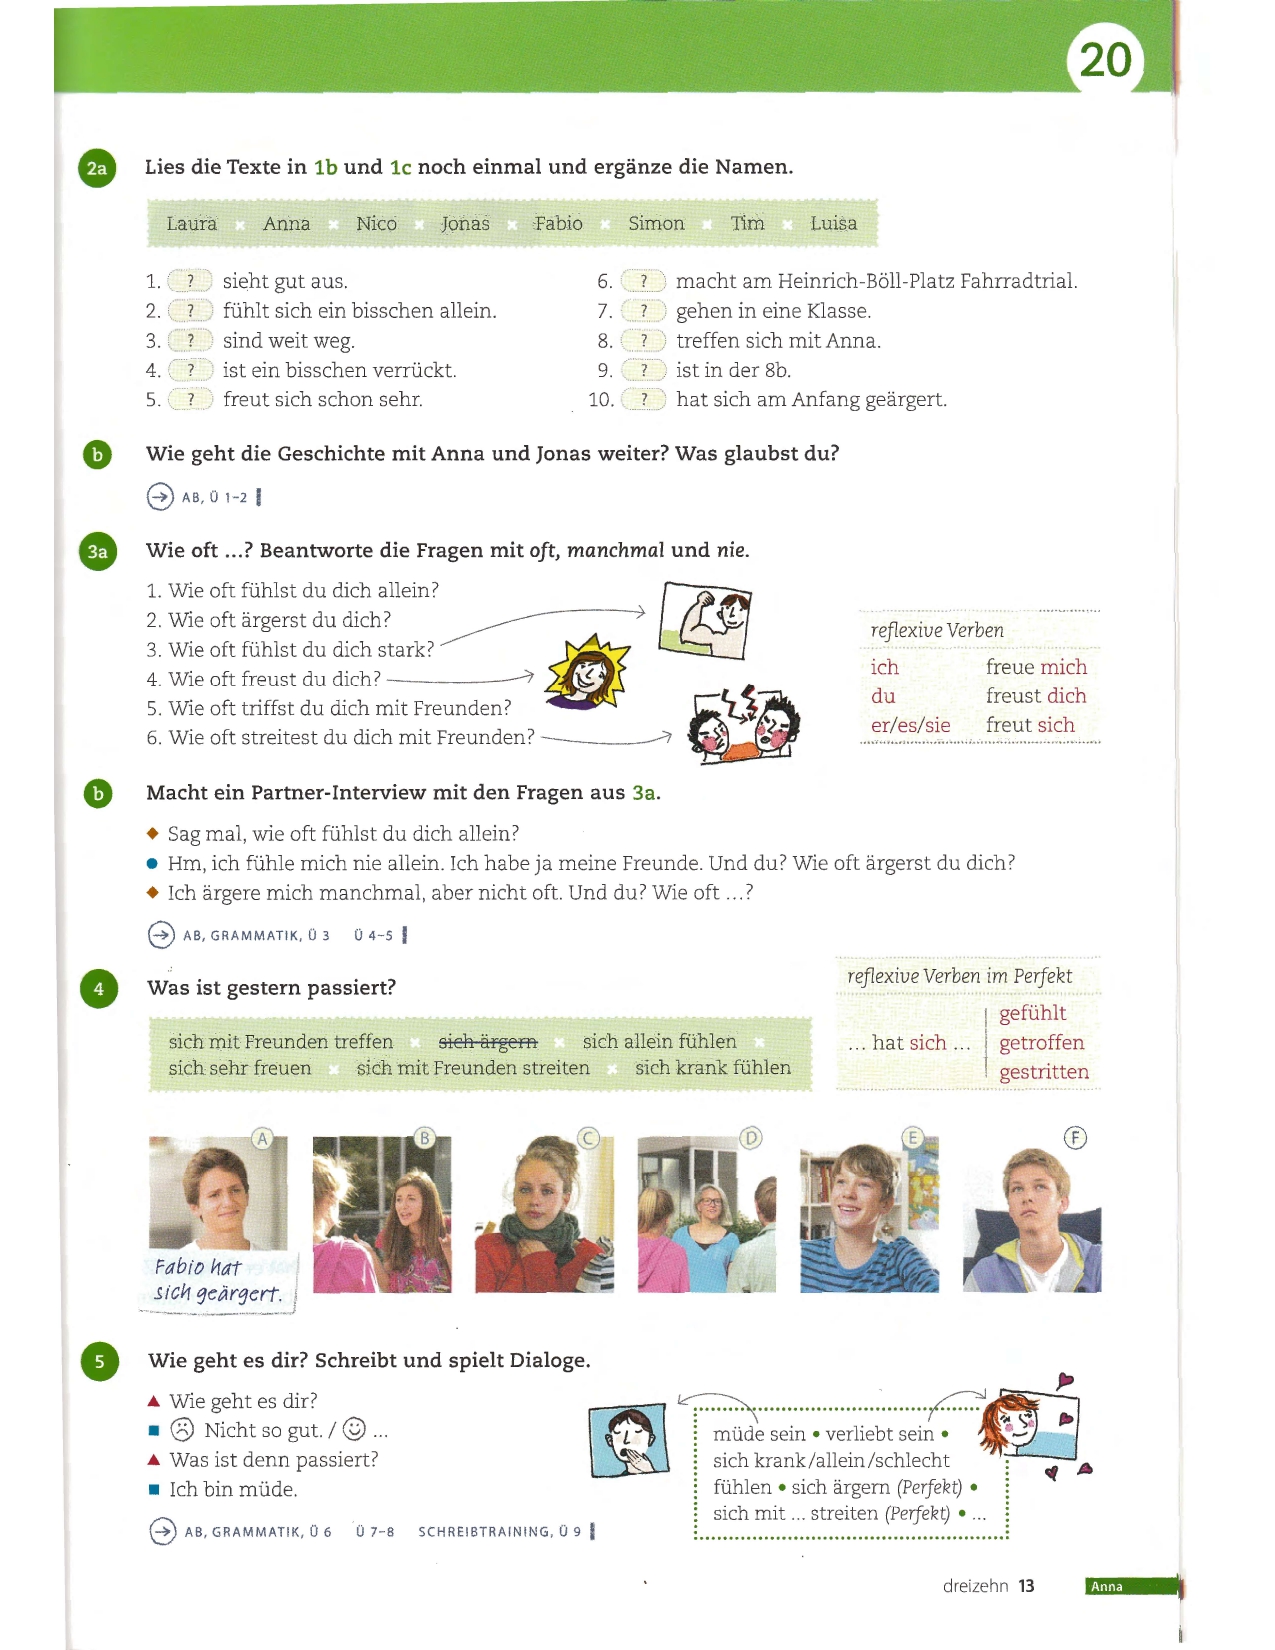 20
2a Lies die Texte in 1b und 1c noch einmal und ergänze die Namen.
Laura × Anna × Nico × Jonas × Fabio × Simon × Tim × Luisa
1. ? sieht gut aus.
2. ? fühlt sich ein bisschen allein.
3. ? sind weit weg.
4. ? ist ein bisschen verrückt.
5. ? freut sich schon sehr.
6. ? macht am Heinrich-Böll-Platz Fahrradtrial.
7. ? gehen in eine Klasse.
8. ? treffen sich mit Anna.
9. ? ist in der 8b.
10. ? hat sich am Anfang geärgert.
b Wie geht die Geschichte mit Anna und Jonas weiter? Was glaubst du?
AB, Ü 1–2
3a Wie oft ...? Beantworte die Fragen mit oft, manchmal und nie.
1. Wie oft fühlst du dich allein?
2. Wie oft ärgerst du dich?
3. Wie oft fühlst du dich stark?
4. Wie oft freust du dich?
5. Wie oft triffst du dich mit Freunden?
6. Wie oft streitest du dich mit Freunden?
reflexive Verben
ich freue mich
du freust dich
er/es/sie freut sich
b Macht ein Partner-Interview mit den Fragen aus 3a.
◆ Sag mal, wie oft fühlst du dich allein?
● Hm, ich fühle mich nie allein. Ich habe ja meine Freunde. Und du? Wie oft ärgerst du dich?
◆ Ich ärgere mich manchmal, aber nicht oft. Und du? Wie oft ...?
AB, GRAMMATIK, Ü 3 Ü 4–5
4 Was ist gestern passiert?
sich mit Freunden treffen × sich ärgern × sich allein fühlen ×
sich sehr freuen × sich mit Freunden streiten × sich krank fühlen
reflexive Verben im Perfekt
gefühlt
... hat sich ... getroffen
gestritten
A B C D E F
Fabio hat
sich geärgert.
5 Wie geht es dir? Schreibt und spielt Dialoge.
▲ Wie geht es dir?
■ ☹ Nicht so gut. / ☺ ...
▲ Was ist denn passiert?
■ Ich bin müde.
müde sein • verliebt sein •
sich krank/allein/schlecht
fühlen • sich ärgern (Perfekt) •
sich mit ... streiten (Perfekt) • ...
AB, GRAMMATIK, Ü 6 Ü 7–8 SCHREIBTRAINING, Ü 9
dreizehn 13 Anna